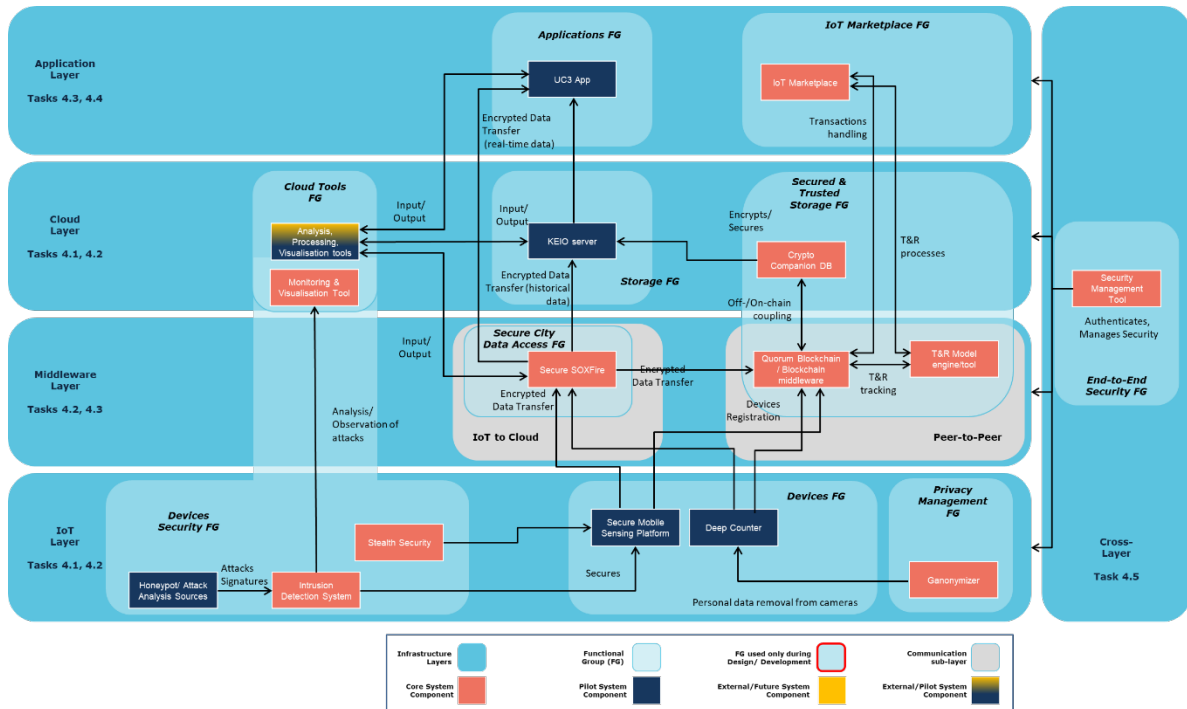 Applications FG
IoT Marketplace FG
Application
Layer
Tasks 4.3, 4.4
UC3 App
IoT Marketplace
Encrypted Data
Transfer
(real-time data)
Transactions
handling
Cloud Tools
FG
Secured &
Trusted
Storage FG
Cloud
Layer
Tasks 4.1, 4.2
Input/
Output
Input/
Output
Encrypts/
Secures
Analysis,
Processing,
Visualisation tools
KEIO server
Crypto
Companion DB
T&R
processes
Monitoring &
Visualisation Tool
Encrypted Data
Transfer (historical
data)
Storage FG
Off-/On-chain
coupling
Security
Management
Tool
Authenticates,
Manages Security
End-to-End
Security FG
Middleware
Layer
Tasks 4.2, 4.3
Input/
Output
Secure City
Data Access FG
Secure SOXFire
Encrypted
Data Transfer
Encrypted
Data Transfer
Quorum Blockchain
/ Blockchain
middleware
T&R Model
engine/tool
T&R
tracking
Devices
Registration
Analysis/
Observation of
attacks
IoT to Cloud
Peer-to-Peer
IoT
Layer
Tasks 4.1, 4.2
Devices
Security FG
Devices FG
Privacy
Management
FG
Stealth Security
Secure Mobile
Sensing Platform
Deep Counter
Honeypot/ Attack
Analysis Sources
Attacks
Signatures
Intrusion
Detection System
Secures
Ganonymizer
Personal data removal from cameras
Cross-
Layer
Task 4.5
Infrastructure
Layers
Functional
Group (FG)
FG used only during
Design/ Development
Communication
sub-layer
Core System
Component
Pilot System
Component
External/Future System
Component
External/Pilot System
Component